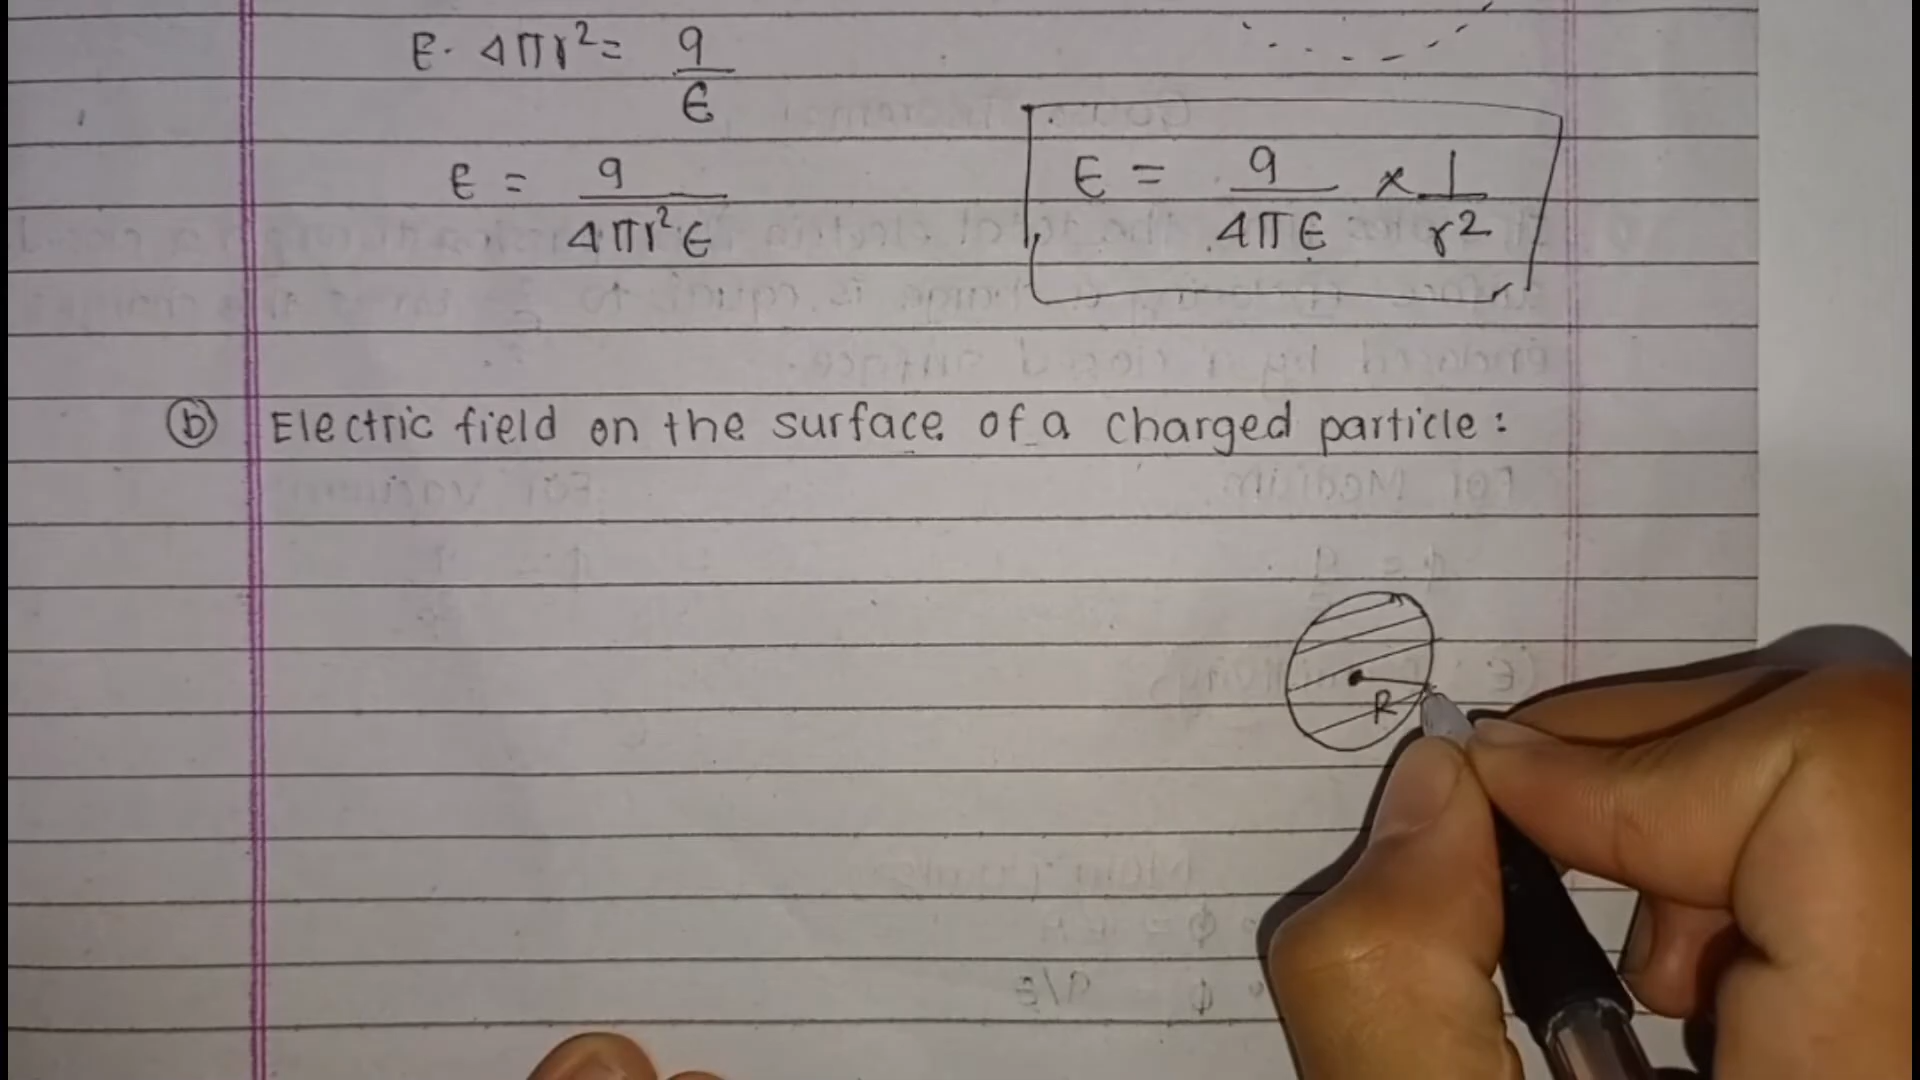 E · 4πr² = q/ϵ
E = q/4πr²ϵ
E = q/4πϵ × 1/r²
ⓑ Electric field on the surface of a charged particle:
R